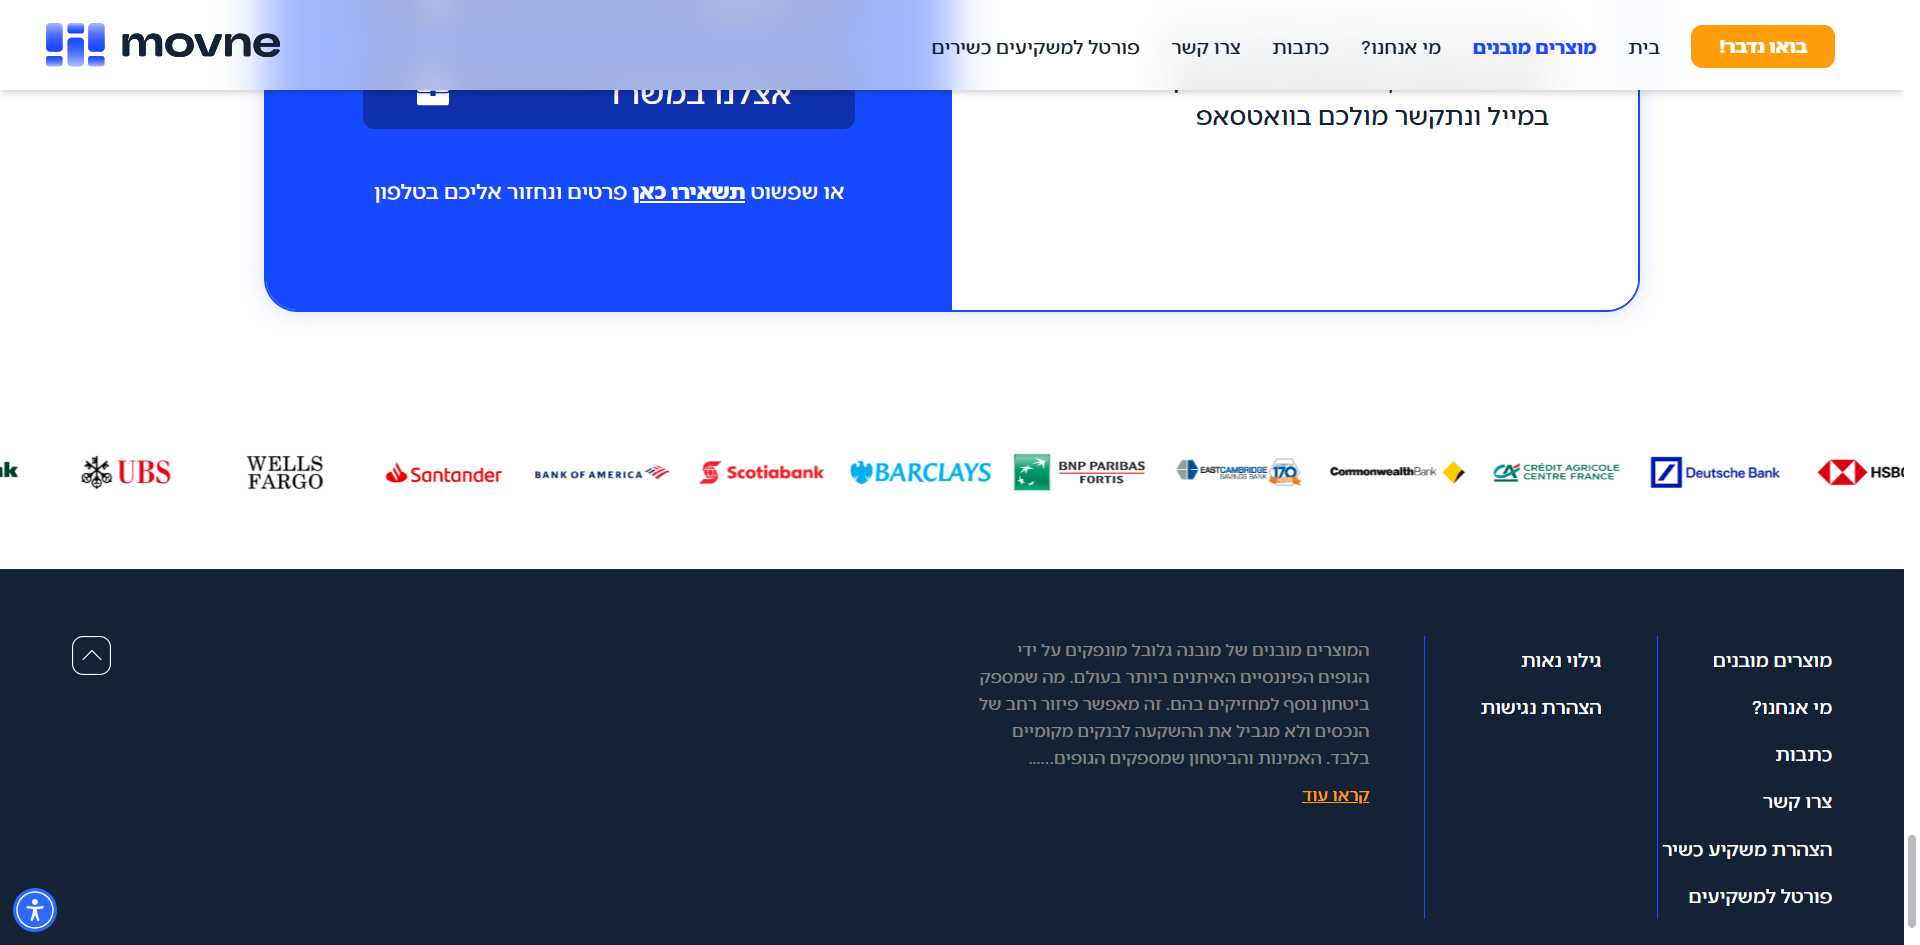 בואו נדבר!
בית
מוצרים מובנים
מי אנחנו?
כתבות
צרו קשר
פורטל למשקיעים כשירים
movne
במייל ונתקשר מולכם בוואטסאפ
אצלנו במשרד
או שפשוט תשאירו כאן פרטים ונחזור אליכם בטלפון
UBS
WELLS FARGO
Santander
BANK OF AMERICA
Scotiabank
BARCLAYS
BNP PARIBAS
FORTIS
EASTCAMBRIDGE
SAVINGS BANK
170
CommonwealthBank
CRÉDIT AGRICOLE
CENTRE FRANCE
Deutsche Bank
HSBC
מוצרים מובנים
מי אנחנו?
כתבות
צרו קשר
הצהרת משקיע כשיר
פורטל למשקיעים
גילוי נאות
הצהרת נגישות
המוצרים מובנים של מובנה גלובל מונפקים על ידי
הגופים הפיננסיים האיתנים ביותר בעולם. מה שמספק
ביטחון נוסף למחזיקים בהם. זה מאפשר פיזור רחב של
הנכסים ולא מגביל את ההשקעה לבנקים מקומיים
בלבד. האמינות והביטחון שמספקים הגופים......
קראו עוד